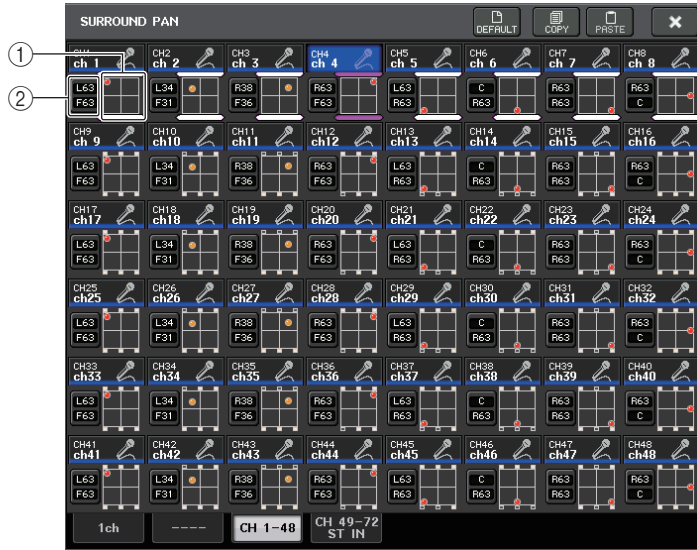 SURROUND PAN DEFAULT COPY PASTE
①
②
CH1 CH2 CH3 CH4 CH5 CH6 CH7 CH8
ch 1 ch 2 ch 3 ch 4 ch 5 ch 6 ch 7 ch 8
L63 L34 R38 R63 L63 C R63 R63
F63 F31 F36 F63 R63 R63 R63 C
CH9 CH10 CH11 CH12 CH13 CH14 CH15 CH16
ch 9 ch10 ch11 ch12 ch13 ch14 ch15 ch16
L63 L34 R38 R63 L63 C R63 R63
F63 F31 F36 F63 R63 R63 R63 C
CH17 CH18 CH19 CH20 CH21 CH22 CH23 CH24
ch17 ch18 ch19 ch20 ch21 ch22 ch23 ch24
L63 L34 R38 R63 L63 C R63 R63
F63 F31 F36 F63 R63 R63 R63 C
CH25 CH26 CH27 CH28 CH29 CH30 CH31 CH32
ch25 ch26 ch27 ch28 ch29 ch30 ch31 ch32
L63 L34 R38 R63 L63 C R63 R63
F63 F31 F36 F63 R63 R63 R63 C
CH33 CH34 CH35 CH36 CH37 CH38 CH39 CH40
ch33 ch34 ch35 ch36 ch37 ch38 ch39 ch40
L63 L34 R38 R63 L63 C R63 R63
F63 F31 F36 F63 R63 R63 R63 C
CH41 CH42 CH43 CH44 CH45 CH46 CH47 CH48
ch41 ch42 ch43 ch44 ch45 ch46 ch47 ch48
L63 L34 R38 R63 L63 C R63 R63
F63 F31 F36 F63 R63 R63 R63 C
1ch ---- CH 1-48 CH 49-72
ST IN